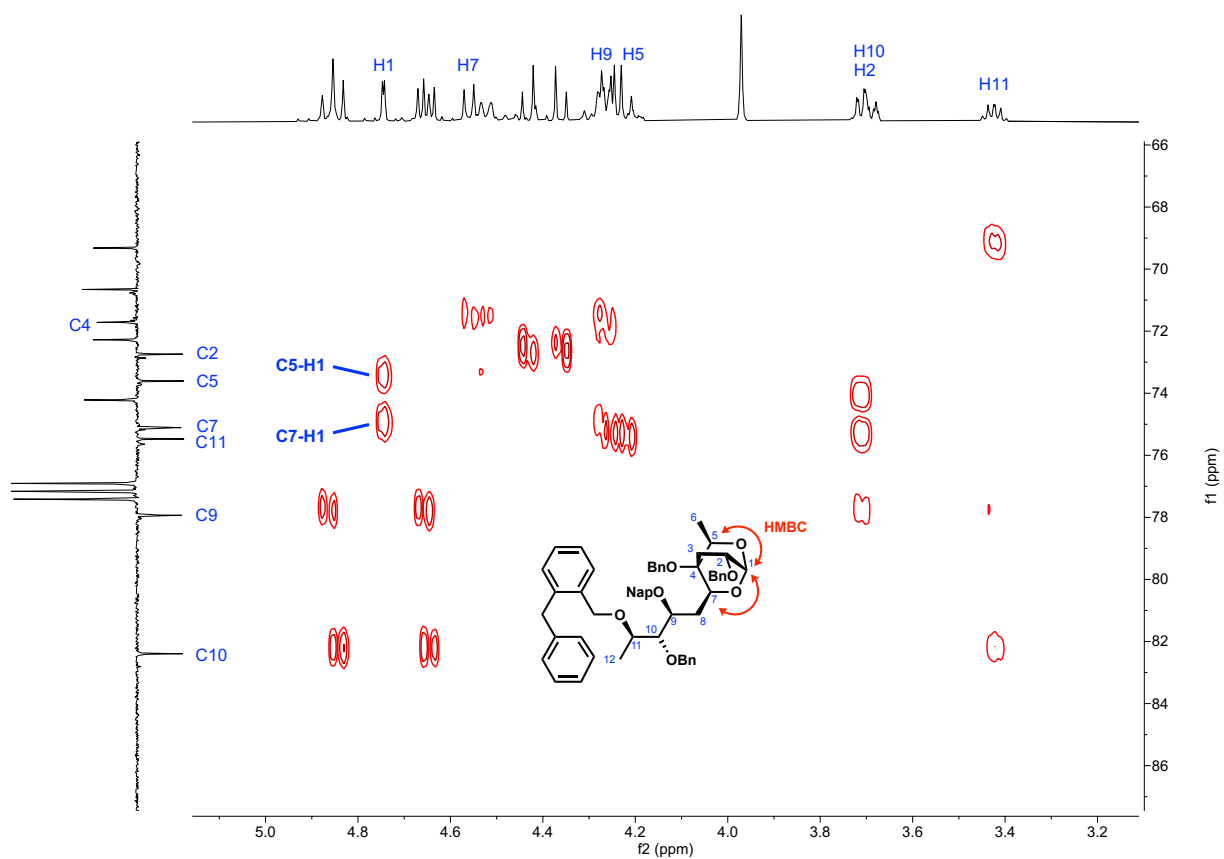 H1
H7
H9
H5
H10
H2
H11
66
68
70
72
74
76
78
80
82
84
86
f1 (ppm)
C4
C2
C5
C7
C11
C9
C10
C5-H1
C7-H1
HMBC
6
5
O
3
2
1
BnO
4
BnO
O
NapO
7
O
9
8
10
11
12
OBn
5.0 4.8 4.6 4.4 4.2 4.0 3.8 3.6 3.4 3.2
f2 (ppm)